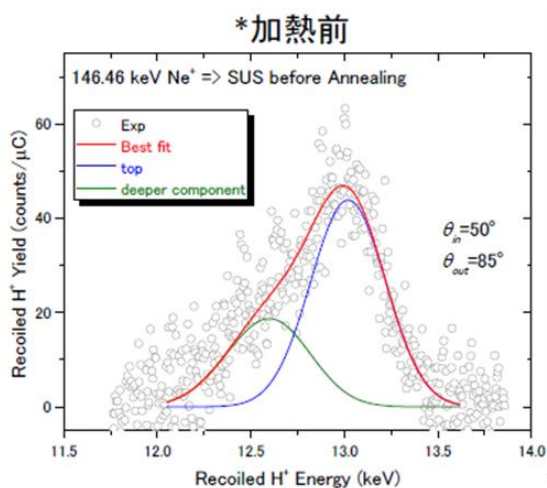 *加熱前
146.46 keV Ne⁺ => SUS before Annealing
Exp
Best fit
top
deeper component
θin=50°
θout=85°
Recoiled H⁺ Yield (counts/μC)
60
40
20
0
11.5 12.0 12.5 13.0 13.5 14.0
Recoiled H⁺ Energy (keV)